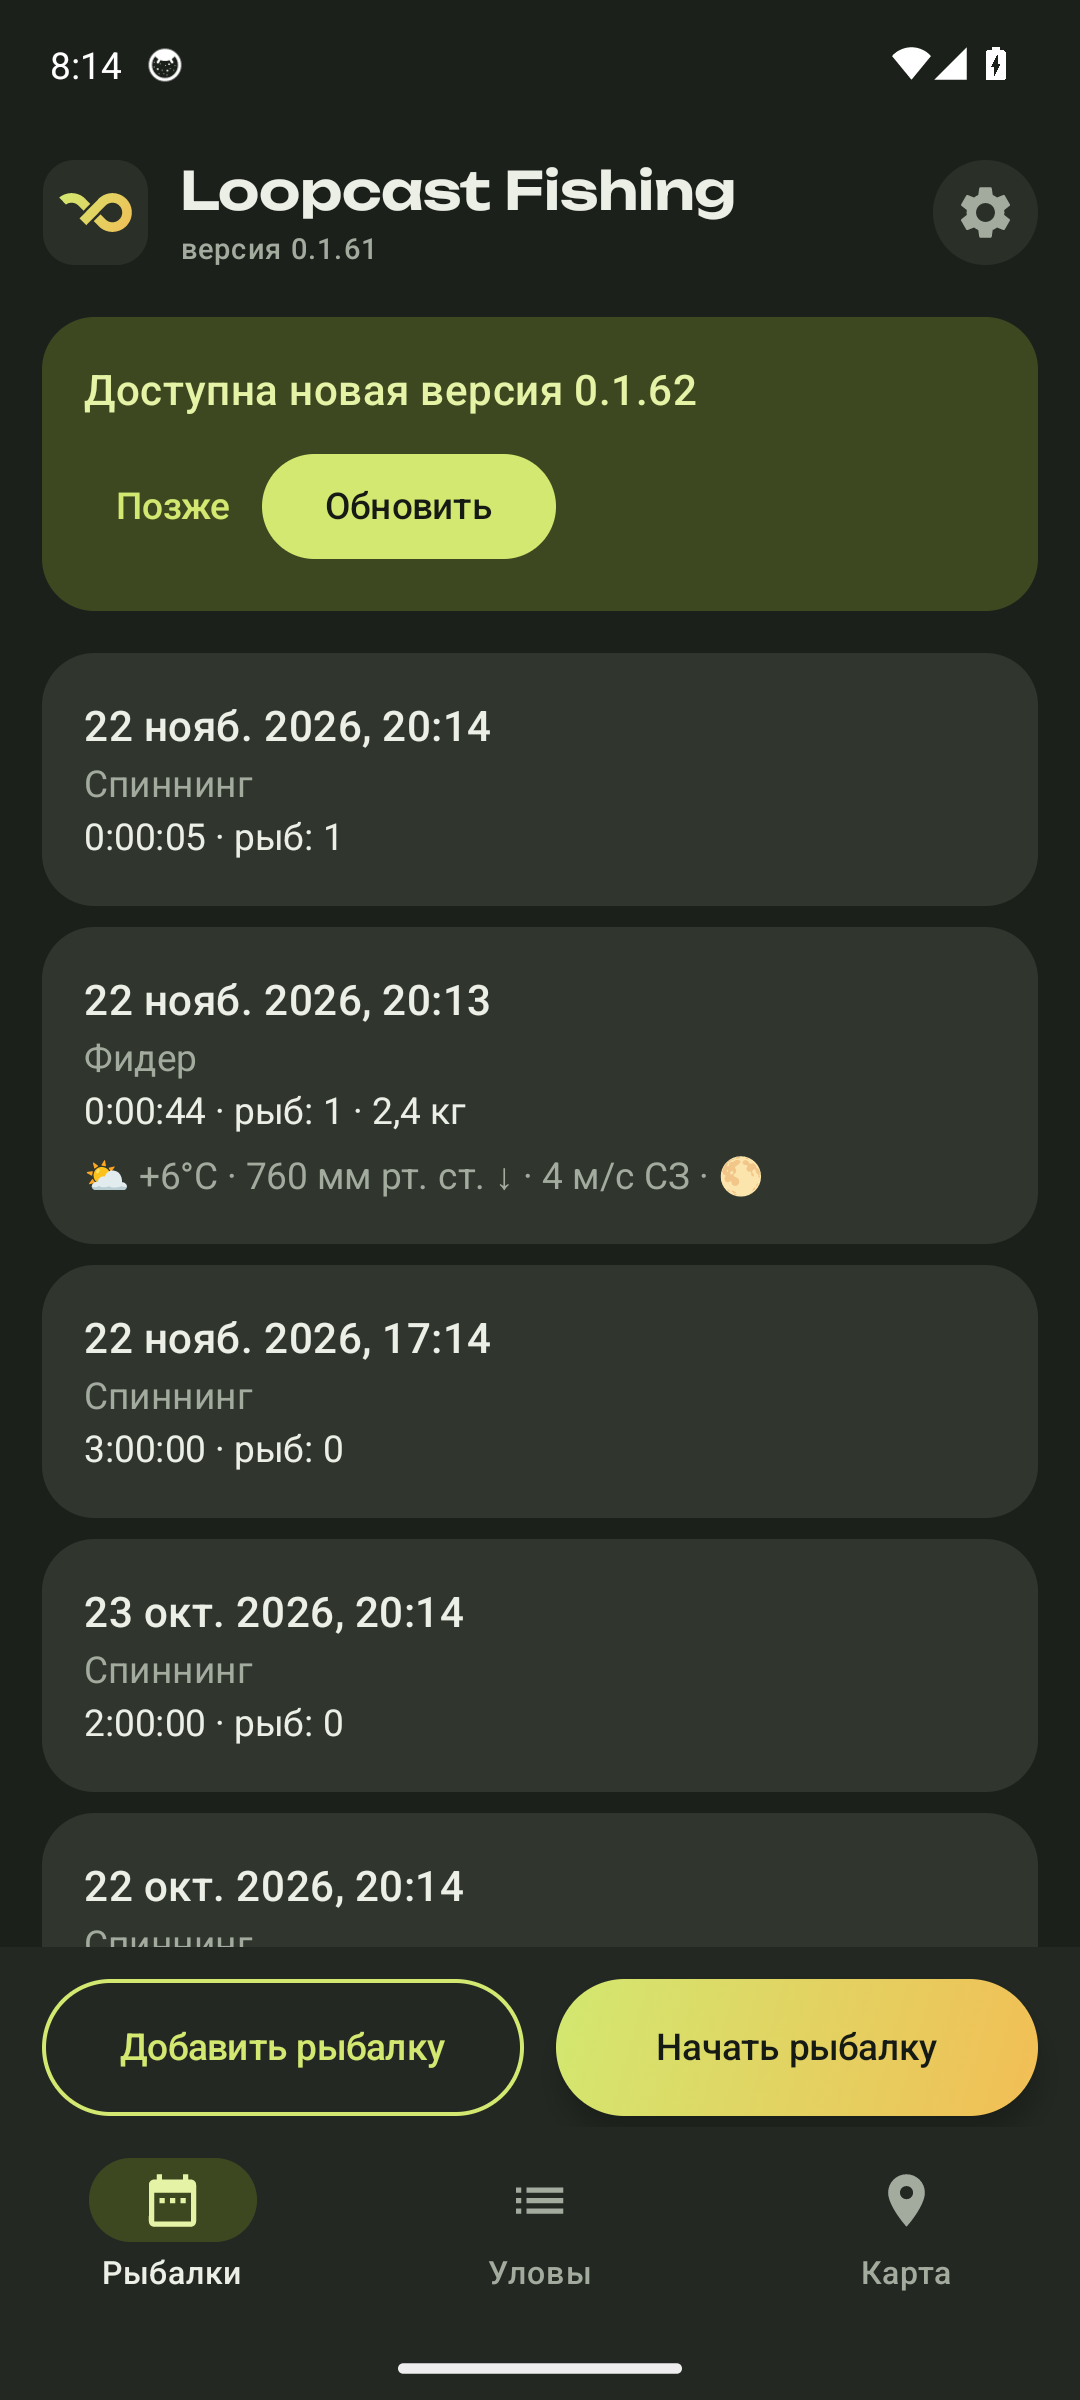 8:14
Loopcast Fishing
версия 0.1.61
Доступна новая версия 0.1.62
Позже
Обновить
22 нояб. 2026, 20:14
Спиннинг
0:00:05 · рыб: 1
22 нояб. 2026, 20:13
Фидер
0:00:44 · рыб: 1 · 2,4 кг
⛅ +6°C · 760 мм рт. ст. ↓ · 4 м/с СЗ · 🌕
22 нояб. 2026, 17:14
Спиннинг
3:00:00 · рыб: 0
23 окт. 2026, 20:14
Спиннинг
2:00:00 · рыб: 0
22 окт. 2026, 20:14
Спиннинг
Добавить рыбалку
Начать рыбалку
Рыбалки
Уловы
Карта